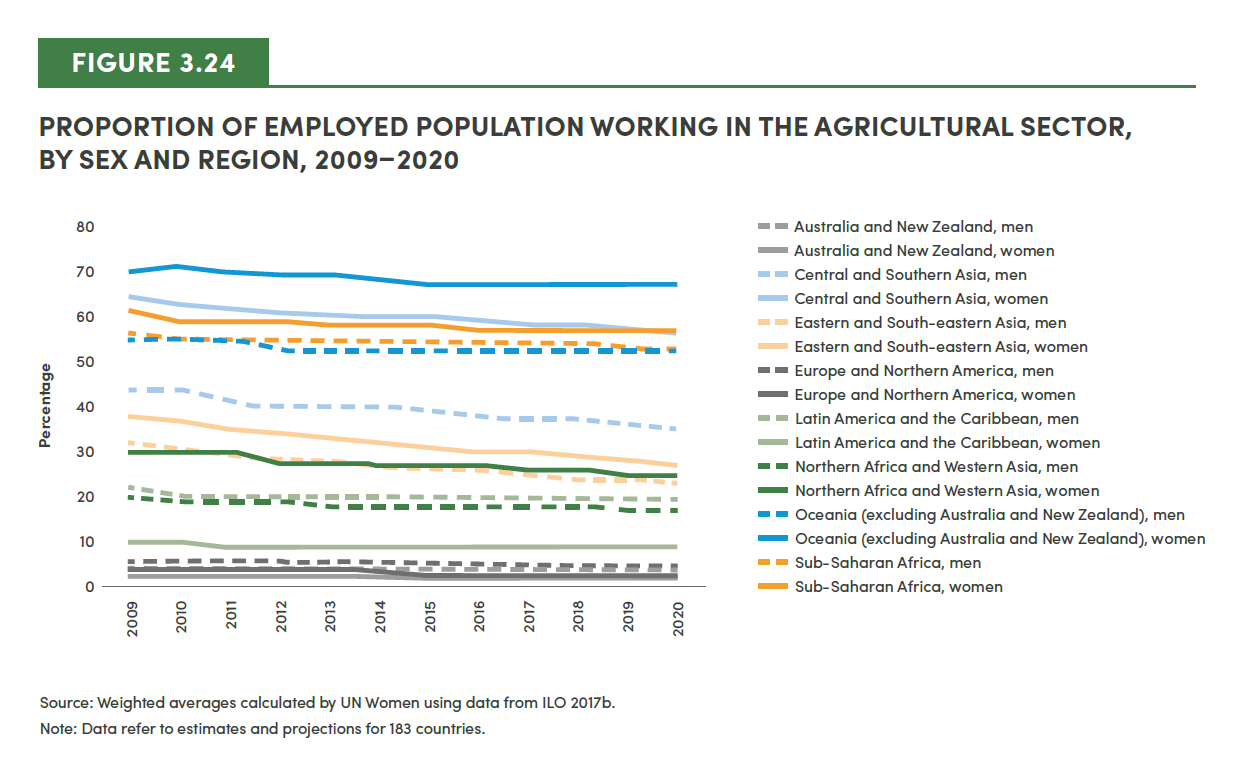 FIGURE 3.24
PROPORTION OF EMPLOYED POPULATION WORKING IN THE AGRICULTURAL SECTOR,
BY SEX AND REGION, 2009–2020
Percentage
80
70
60
50
40
30
20
10
0
2009
2010
2011
2012
2013
2014
2015
2016
2017
2018
2019
2020
Australia and New Zealand, men
Australia and New Zealand, women
Central and Southern Asia, men
Central and Southern Asia, women
Eastern and South-eastern Asia, men
Eastern and South-eastern Asia, women
Europe and Northern America, men
Europe and Northern America, women
Latin America and the Caribbean, men
Latin America and the Caribbean, women
Northern Africa and Western Asia, men
Northern Africa and Western Asia, women
Oceania (excluding Australia and New Zealand), men
Oceania (excluding Australia and New Zealand), women
Sub-Saharan Africa, men
Sub-Saharan Africa, women
Source: Weighted averages calculated by UN Women using data from ILO 2017b.
Note: Data refer to estimates and projections for 183 countries.